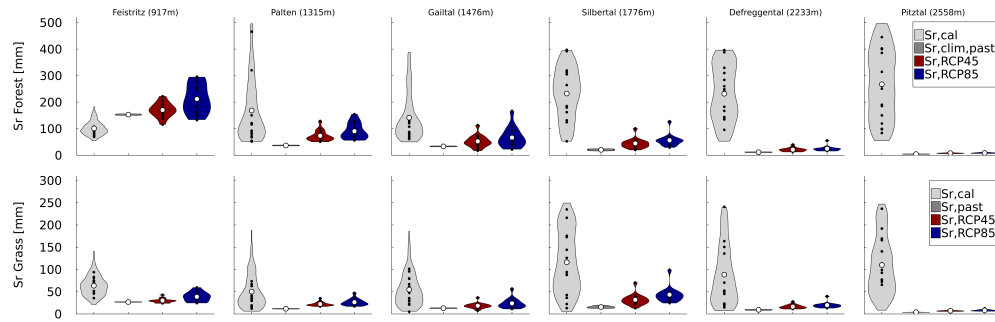 Feistritz (917m)
Palten (1315m)
Gailtal (1476m)
Silbertal (1776m)
Defreggental (2233m)
Pitztal (2558m)
Sr Forest [mm]
500
400
300
200
100
0
Sr,cal
Sr,clim,past
Sr,RCP45
Sr,RCP85
Sr Grass [mm]
300
250
200
150
100
50
0
Sr,cal
Sr,past
Sr,RCP45
Sr,RCP85